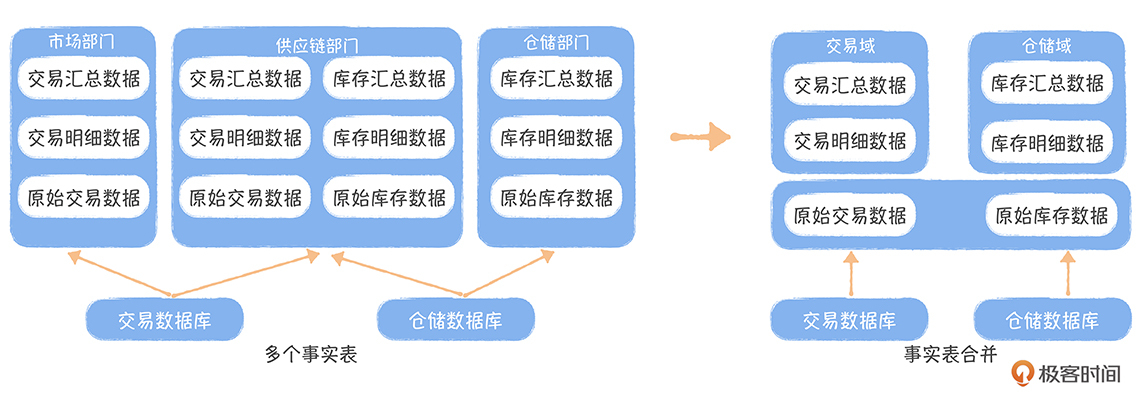 市场部门
交易汇总数据
交易明细数据
原始交易数据
供应链部门
交易汇总数据
库存汇总数据
交易明细数据
库存明细数据
原始交易数据
原始库存数据
仓储部门
库存汇总数据
库存明细数据
原始库存数据
交易数据库
仓储数据库
多个事实表
交易域
交易汇总数据
交易明细数据
仓储域
库存汇总数据
库存明细数据
原始交易数据
原始库存数据
交易数据库
仓储数据库
事实表合并
极客时间